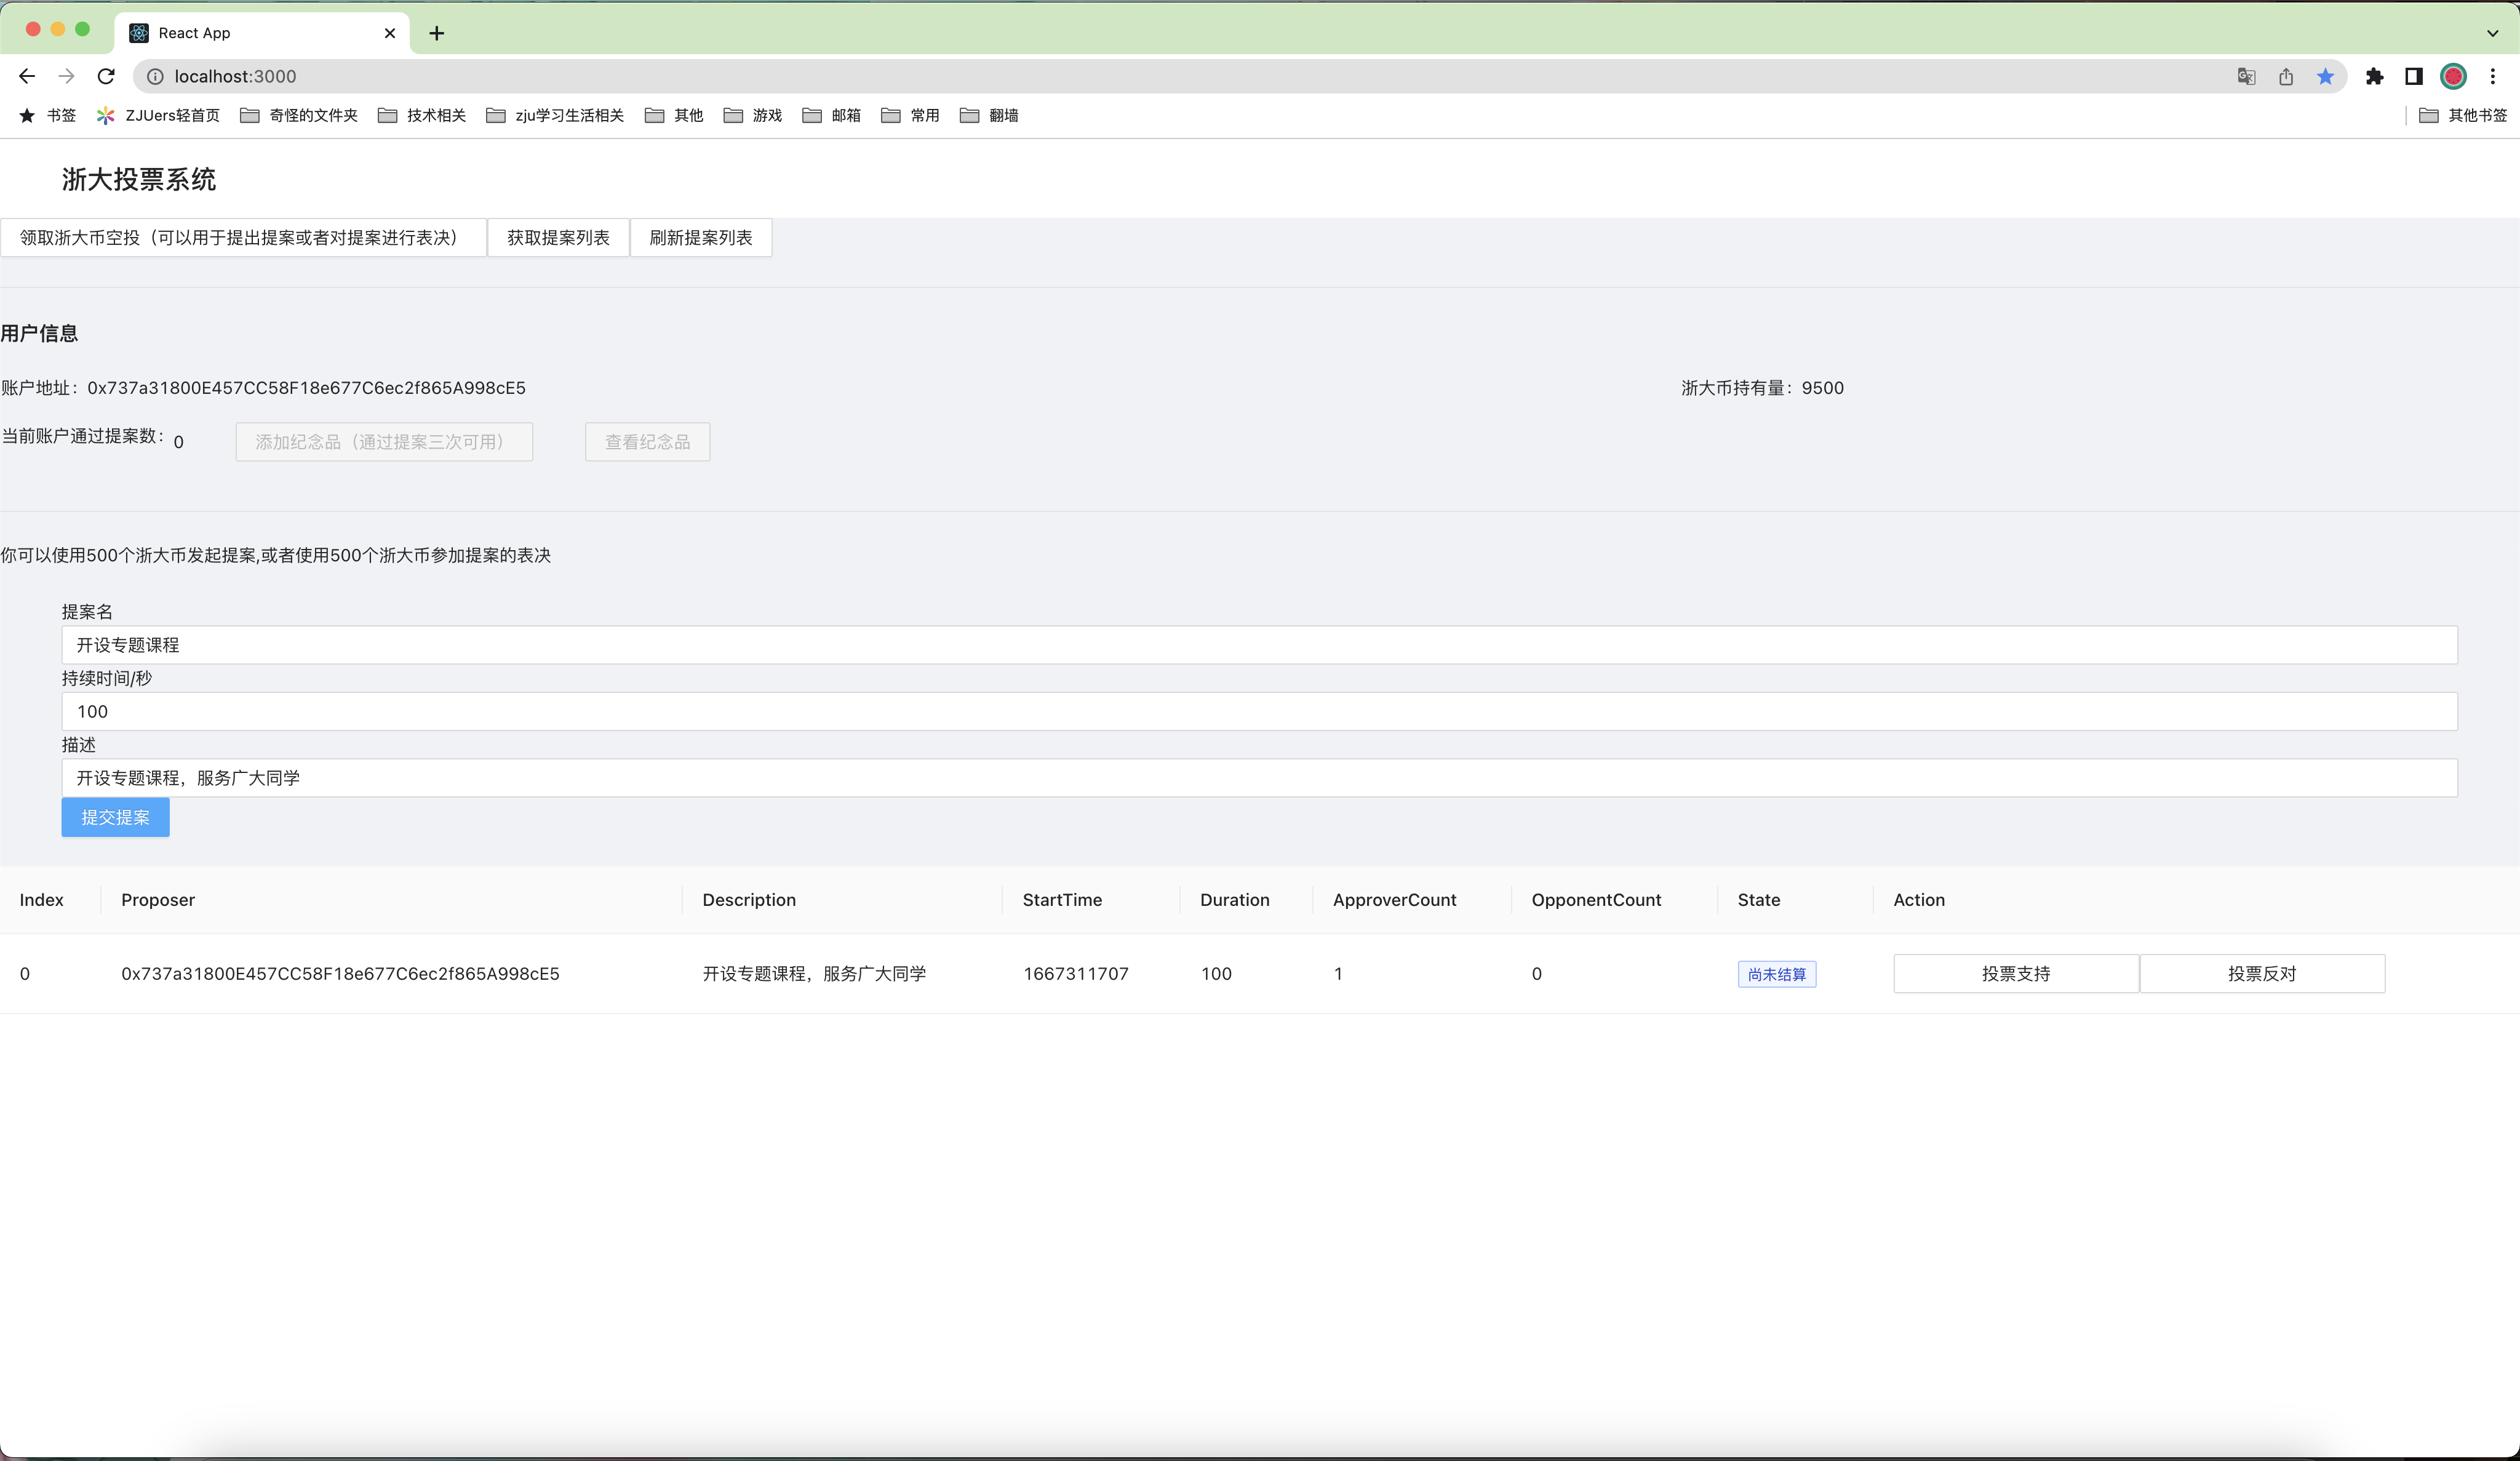 React App
localhost:3000
书签 ZJUers轻首页 奇怪的文件夹 技术相关 zju学习生活相关 其他 游戏 邮箱 常用 翻墙 其他书签
浙大投票系统
领取浙大币空投（可以用于提出提案或者对提案进行表决） 获取提案列表 刷新提案列表
用户信息
账户地址：0x737a31800E457CC58F18e677C6ec2f865A998cE5 浙大币持有量：9500
当前账户通过提案数：0 添加纪念品（通过提案三次可用） 查看纪念品
你可以使用500个浙大币发起提案,或者使用500个浙大币参加提案的表决
提案名
开设专题课程
持续时间/秒
100
描述
开设专题课程，服务广大同学
提交提案
Index Proposer Description StartTime Duration ApproverCount OpponentCount State Action
0 0x737a31800E457CC58F18e677C6ec2f865A998cE5 开设专题课程，服务广大同学 1667311707 100 1 0 尚未结算 投票支持 投票反对